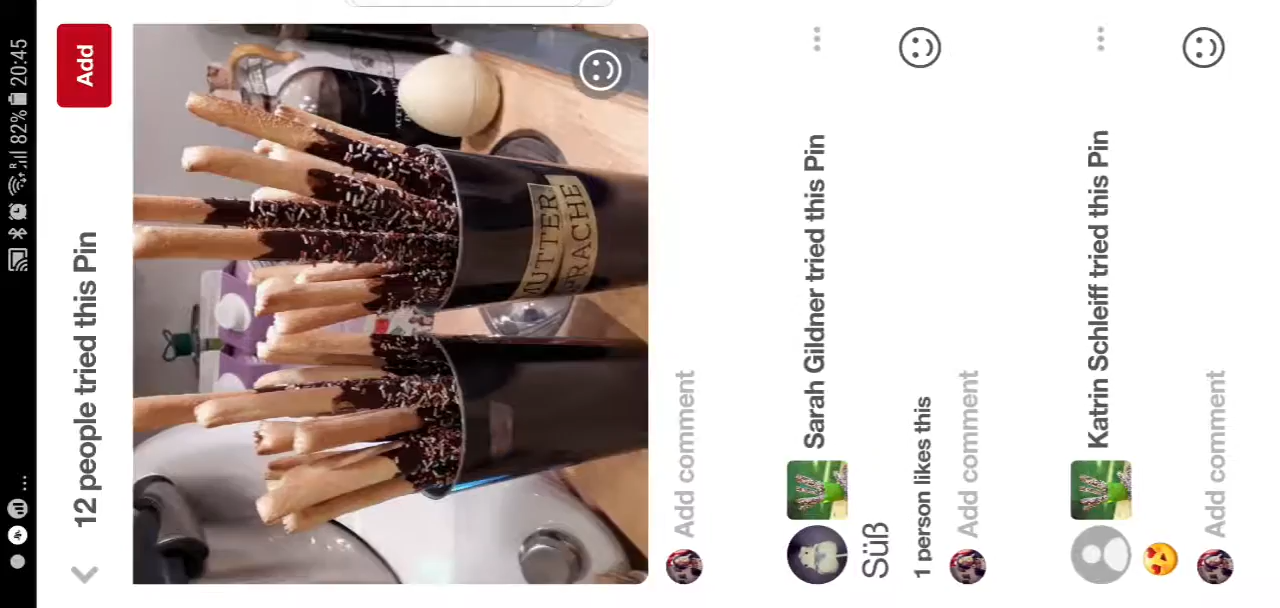 20:45
82%
12 people tried this Pin
Add
MUTTER
Add comment
Sarah Gildner tried this Pin
Süß
1 person likes this
Add comment
Katrin Schleiff tried this Pin
😍
Add comment